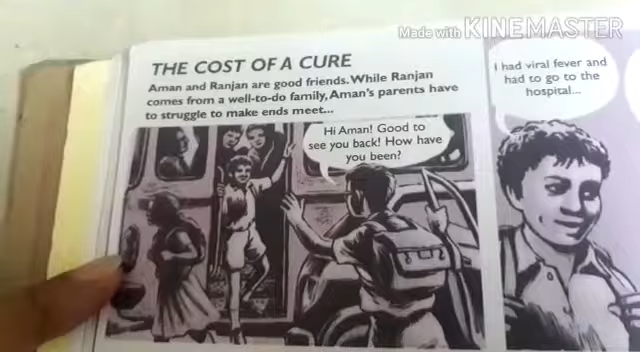 Made with KINEMASTER
THE COST OF A CURE
Aman and Ranjan are good friends. While Ranjan
comes from a well-to-do family, Aman's parents have
to struggle to make ends meet...
Hi Aman! Good to
see you back! How have
you been?
I had viral fever and
had to go to the
hospital...